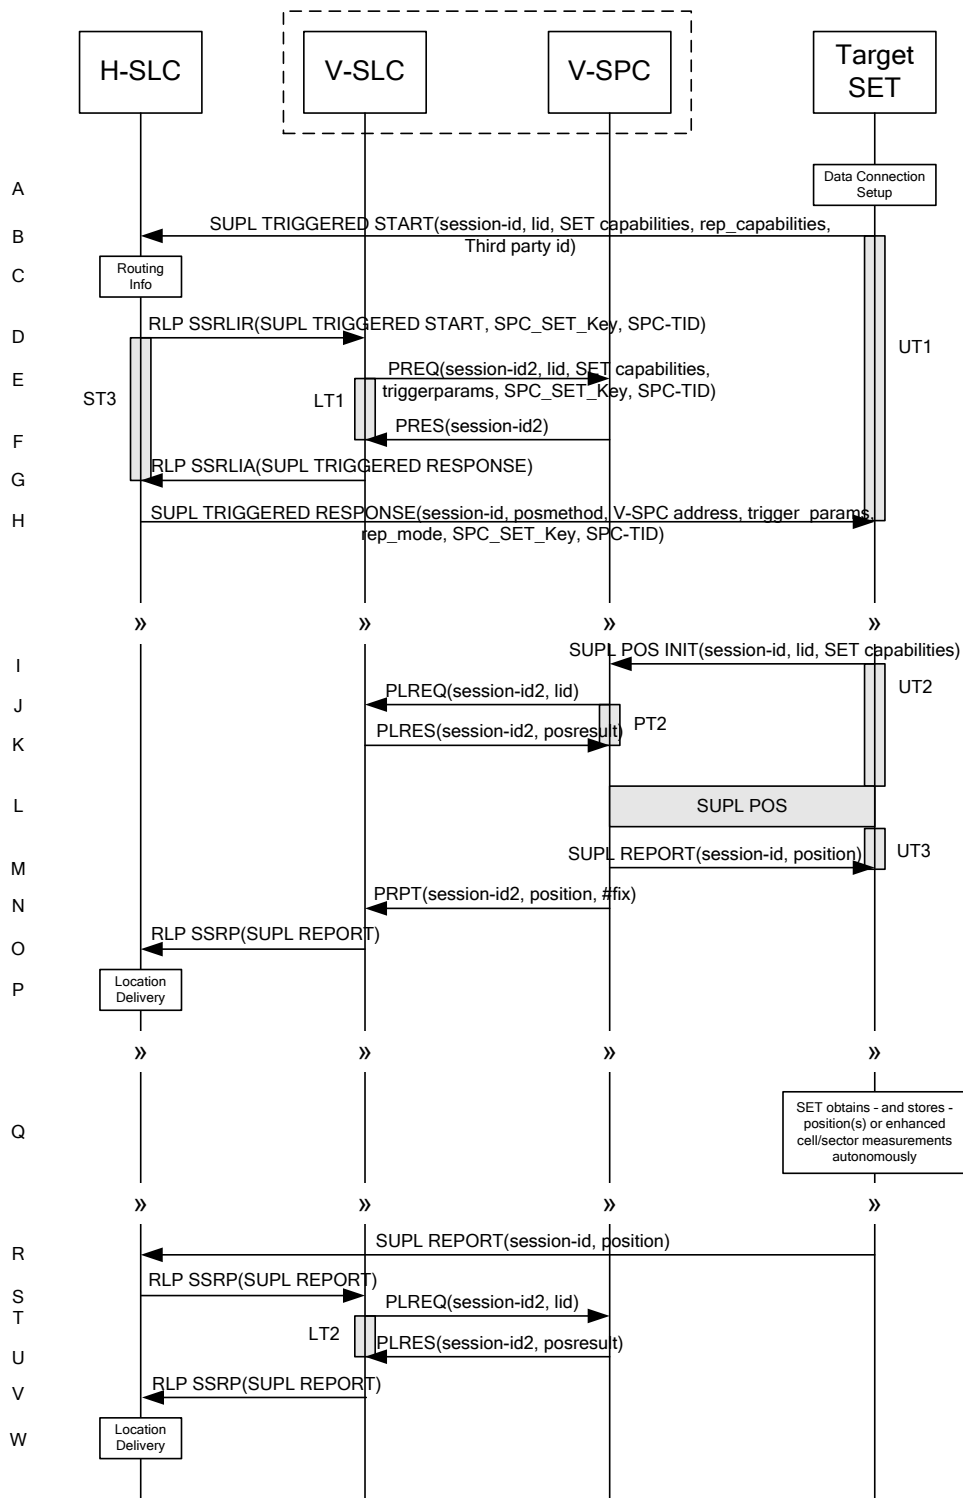 H-SLC
V-SLC
V-SPC
Target
SET
A
Data Connection
Setup
B
SUPL TRIGGERED START(session-id, lid, SET capabilities, rep_capabilities,
Third party id)
C
Routing
Info
D
RLP SSRLIR(SUPL TRIGGERED START, SPC_SET_Key, SPC-TID)
UT1
E
PREQ(session-id2, lid, SET capabilities,
triggerparams, SPC_SET_Key, SPC-TID)
ST3
LT1
F
PRES(session-id2)
G
RLP SSRLIA(SUPL TRIGGERED RESPONSE)
H
SUPL TRIGGERED RESPONSE(session-id, posmethod, V-SPC address, trigger_params,
rep_mode, SPC_SET_Key, SPC-TID)
» » » »
I
SUPL POS INIT(session-id, lid, SET capabilities)
UT2
J
PLREQ(session-id2, lid)
PT2
K
PLRES(session-id2, posresult)
L
SUPL POS
M
SUPL REPORT(session-id, position)
UT3
N
PRPT(session-id2, position, #fix)
O
RLP SSRP(SUPL REPORT)
P
Location
Delivery
» » » »
Q
SET obtains - and stores -
position(s) or enhanced
cell/sector measurements
autonomously
» » » »
R
SUPL REPORT(session-id, position)
S
RLP SSRP(SUPL REPORT)
T
PLREQ(session-id2, lid)
LT2
U
PLRES(session-id2, posresult)
V
RLP SSRP(SUPL REPORT)
W
Location
Delivery